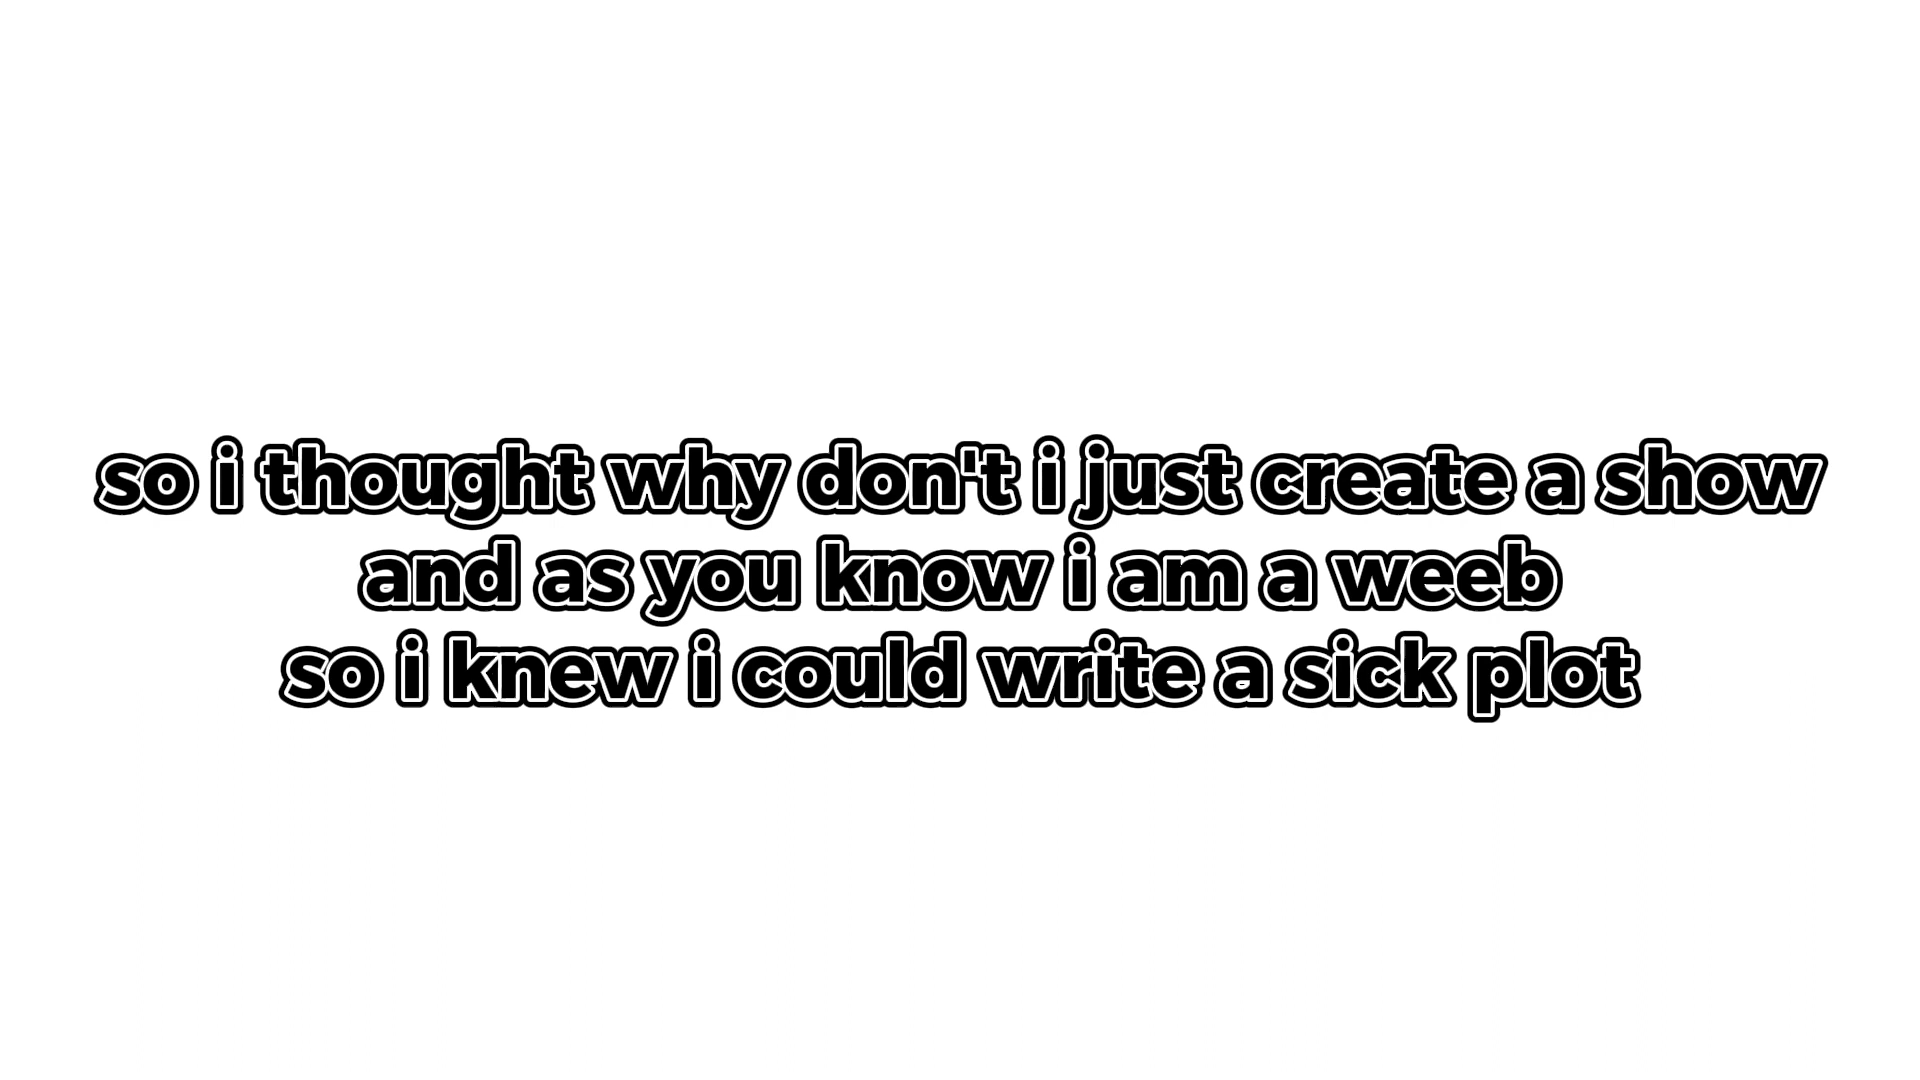 so i thought why don't i just create a show
and as you know i am a weeb
so i knew i could write a sick plot